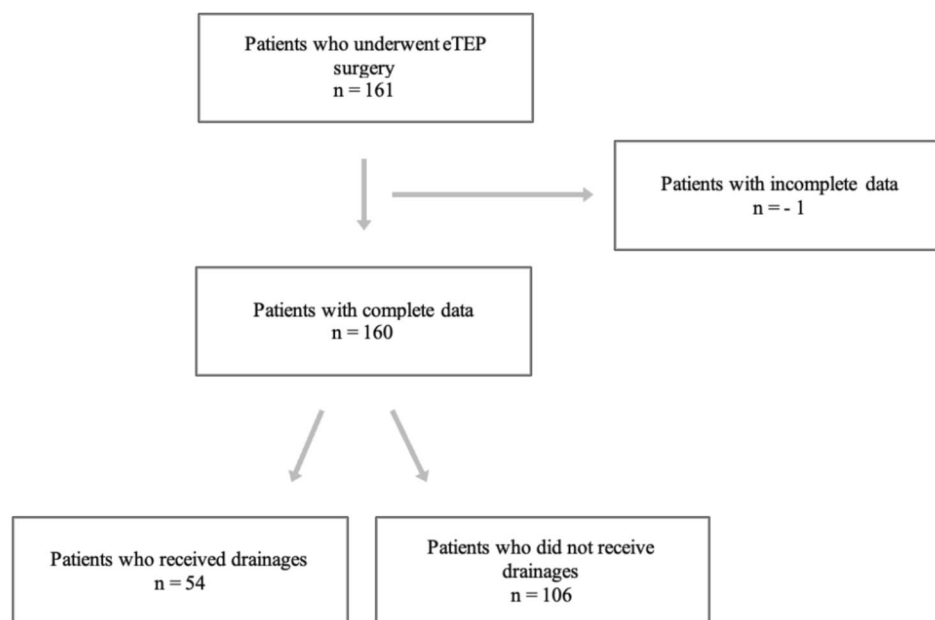 Patients who underwent eTEP
surgery
n = 161
Patients with incomplete data
n = - 1
Patients with complete data
n = 160
Patients who received drainages
n = 54
Patients who did not receive
drainages
n = 106